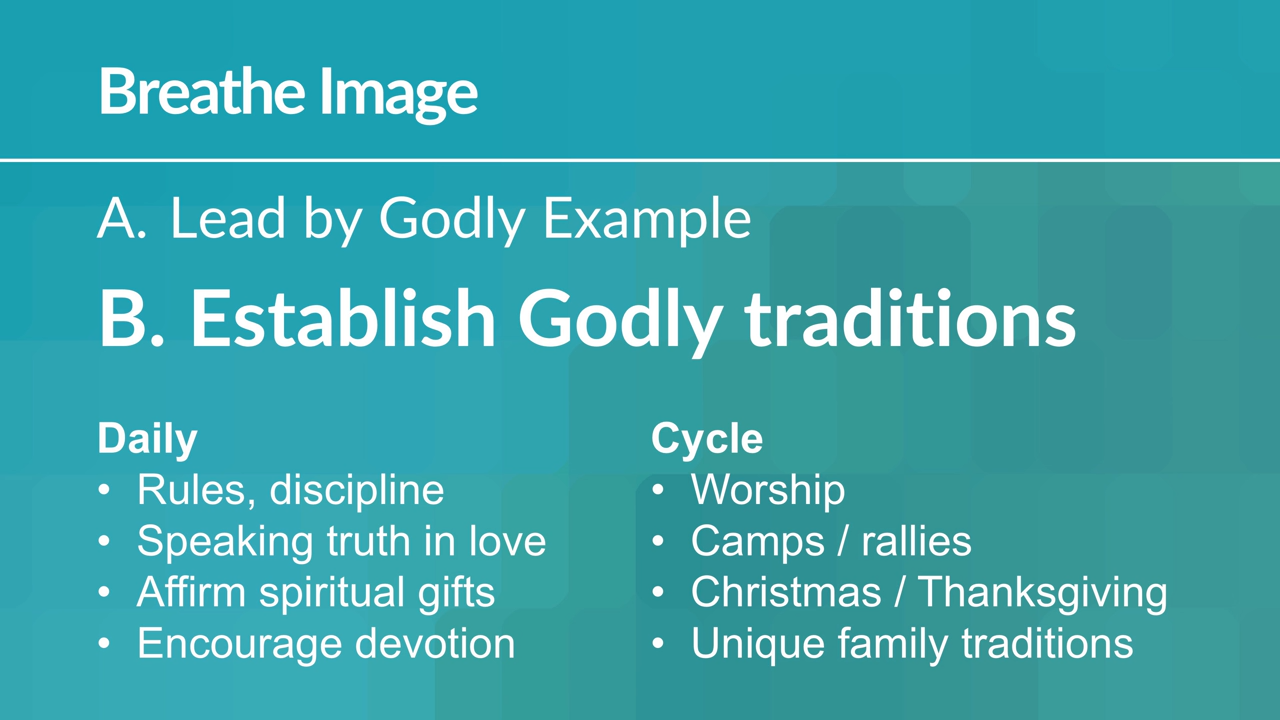 Breathe Image
A. Lead by Godly Example
B. Establish Godly traditions
Daily
• Rules, discipline
• Speaking truth in love
• Affirm spiritual gifts
• Encourage devotion
Cycle
• Worship
• Camps / rallies
• Christmas / Thanksgiving
• Unique family traditions